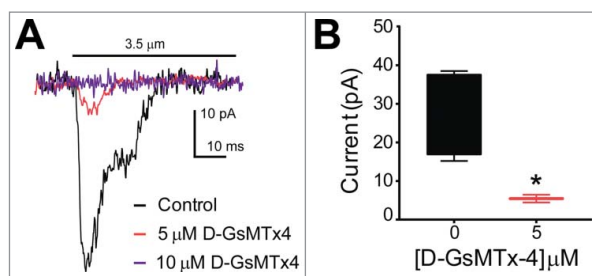 A
3.5 µm
10 pA
10 ms
Control
5 µM D-GsMTx4
10 µM D-GsMTx4
B
Current(pA)
50
40
30
20
10
0
*
0
5
[D-GsMTx-4]µM